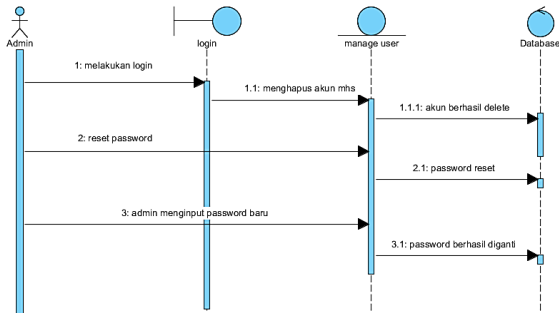 Admin
login
manage user
Database
1: melakukan login
1.1: menghapus akun mhs
1.1.1: akun berhasil delete
2: reset password
2.1: password reset
3: admin menginput password baru
3.1: password berhasil diganti